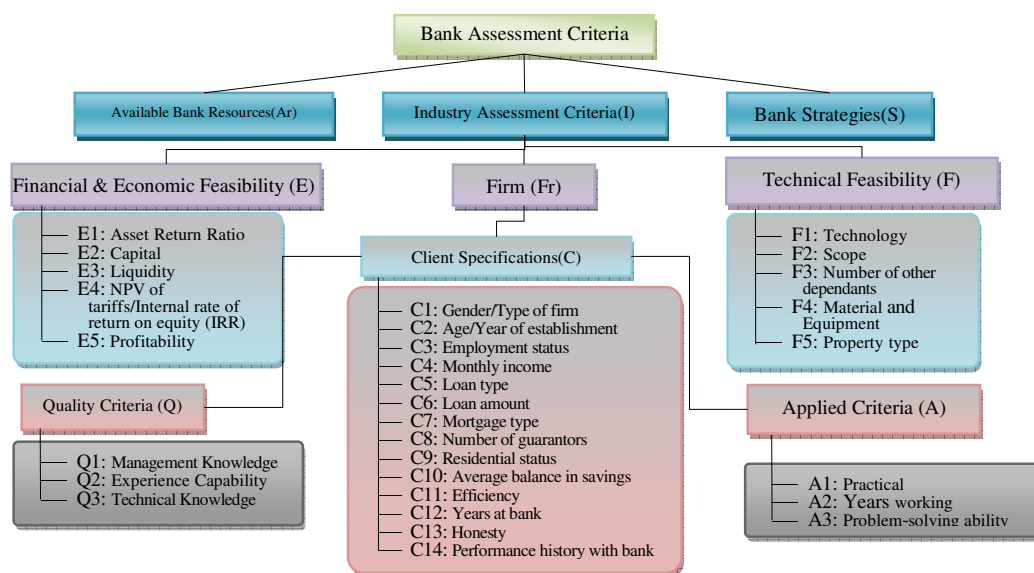 Bank Assessment Criteria
Available Bank Resources(Ar)
Industry Assessment Criteria(I)
Bank Strategies(S)
Financial & Economic Feasibility (E)
Firm (Fr)
Technical Feasibility (F)
E1: Asset Return Ratio
E2: Capital
E3: Liquidity
E4: NPV of
tariffs/Internal rate of
return on equity (IRR)
E5: Profitability
Client Specifications(C)
F1: Technology
F2: Scope
F3: Number of other
dependants
F4: Material and
Equipment
F5: Property type
C1: Gender/Type of firm
C2: Age/Year of establishment
C3: Employment status
C4: Monthly income
C5: Loan type
C6: Loan amount
C7: Mortgage type
C8: Number of guarantors
C9: Residential status
C10: Average balance in savings
C11: Efficiency
C12: Years at bank
C13: Honesty
C14: Performance history with bank
Quality Criteria (Q)
Q1: Management Knowledge
Q2: Experience Capability
Q3: Technical Knowledge
Applied Criteria (A)
A1: Practical
A2: Years working
A3: Problem-solving ability